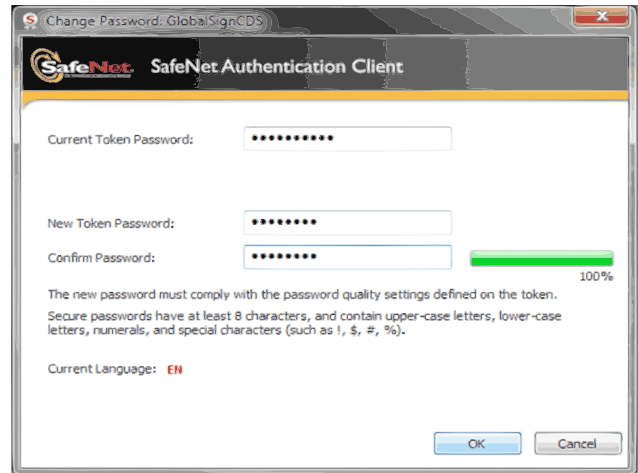 Change Password: GlobalSignCDS
SafeNet. SafeNet Authentication Client
Current Token Password: ••••••••••
New Token Password: ••••••••
Confirm Password: ••••••••
100%
The new password must comply with the password quality settings defined on the token.
Secure passwords have at least 8 characters, and contain upper-case letters, lower-case
letters, numerals, and special characters (such as !, $, #, %).
Current Language: EN
OK Cancel